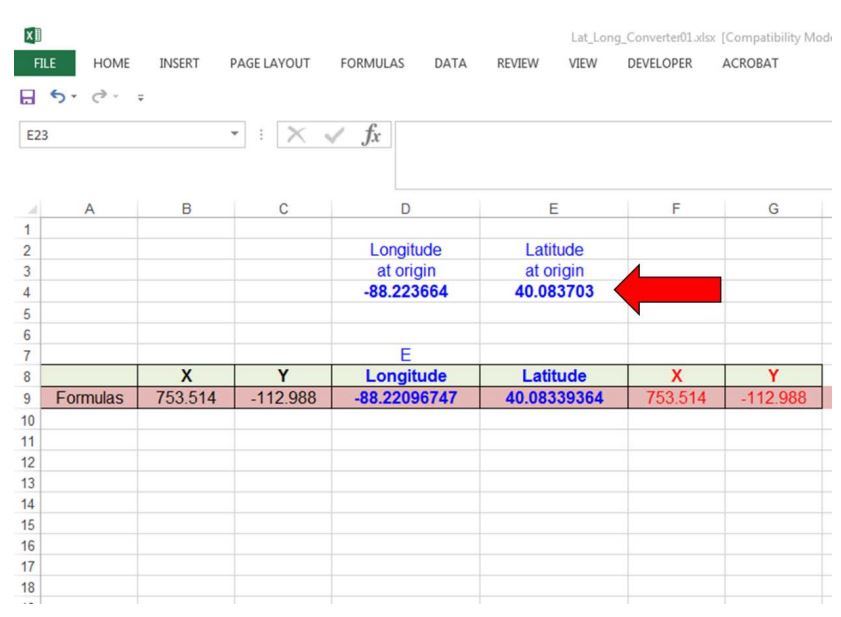 Lat_Long_Converter01.xlsx [Compatibility Mod
FILE HOME INSERT PAGE LAYOUT FORMULAS DATA REVIEW VIEW DEVELOPER ACROBAT
E23 fx
A B C D E F G
1
2 Longitude Latitude
3 at origin at origin
4 -88.223664 40.083703
5
6
7 E
8 X Y Longitude Latitude X Y
9 Formulas 753.514 -112.988 -88.22096747 40.08339364 753.514 -112.988
10
11
12
13
14
15
16
17
18